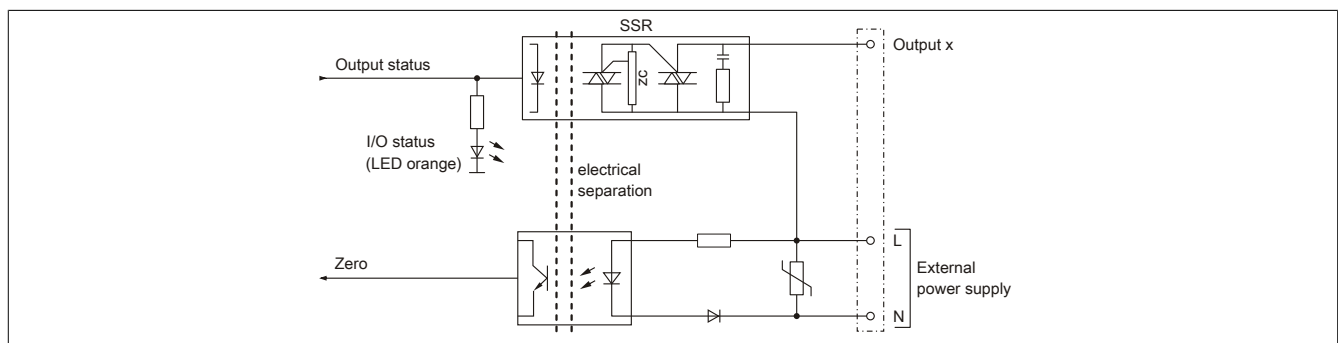 SSR
Output x
Output status
ZC
I/O status
(LED orange)
electrical
separation
L
Zero
External
power supply
N